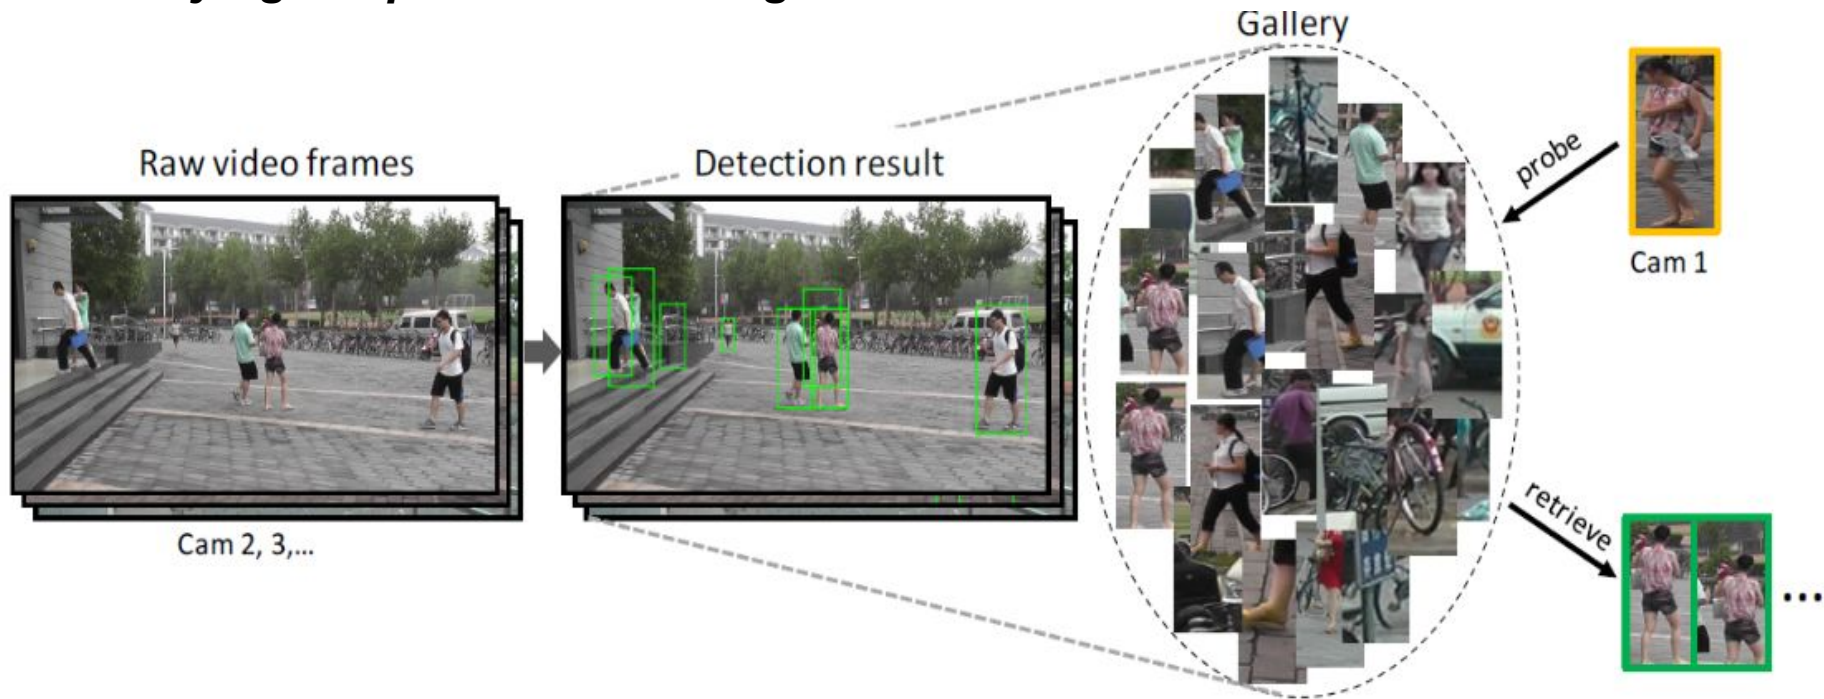 Gallery
Raw video frames
Detection result
probe
Cam 1
retrieve
Cam 2, 3,...
...